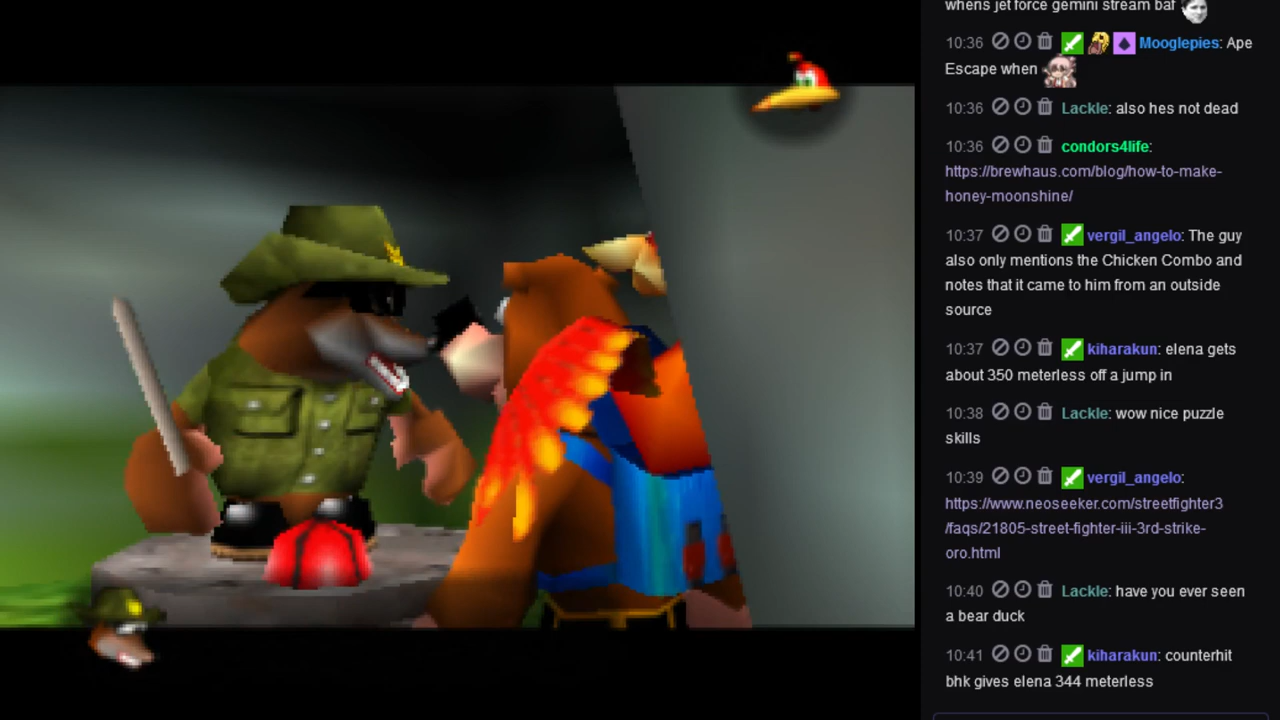 whens jet force gemini stream baf
10:36 Mooglepies: Ape
Escape when
10:36 Lackle: also hes not dead
10:36 condors4life:
https://brewhaus.com/blog/how-to-make-
honey-moonshine/
10:37 vergil_angelo: The guy
also only mentions the Chicken Combo and
notes that it came to him from an outside
source
10:37 kiharakun: elena gets
about 350 meterless off a jump in
10:38 Lackle: wow nice puzzle
skills
10:39 vergil_angelo:
https://www.neoseeker.com/streetfighter3
/faqs/21805-street-fighter-iii-3rd-strike-
oro.html
10:40 Lackle: have you ever seen
a bear duck
10:41 kiharakun: counterhit
bhk gives elena 344 meterless